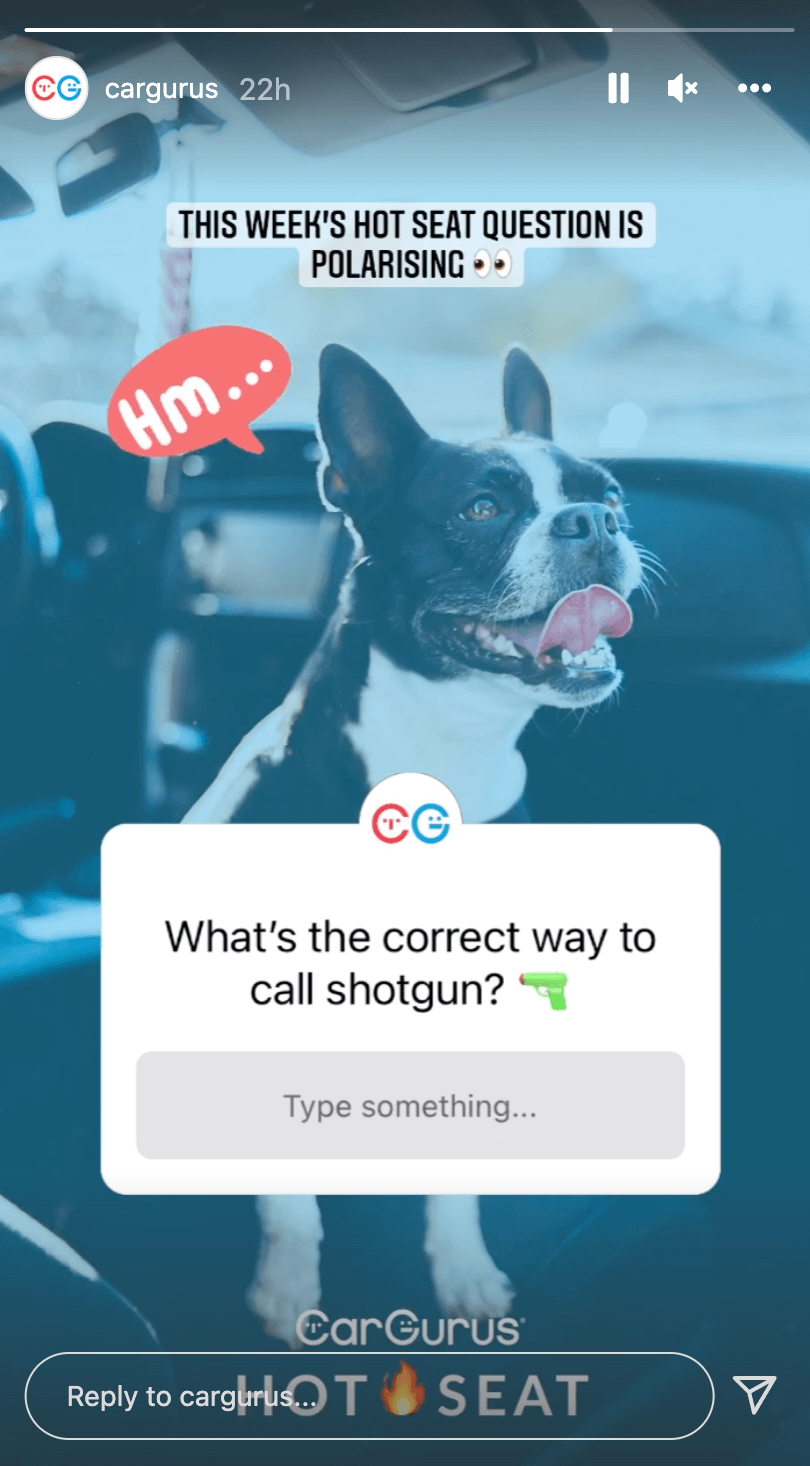 cargurus 22h
THIS WEEK'S HOT SEAT QUESTION IS
POLARISING 👀
Hm...
CG
What's the correct way to
call shotgun? 🔫
Type something...
CarGurus
HOT🔥SEAT
Reply to cargurus...